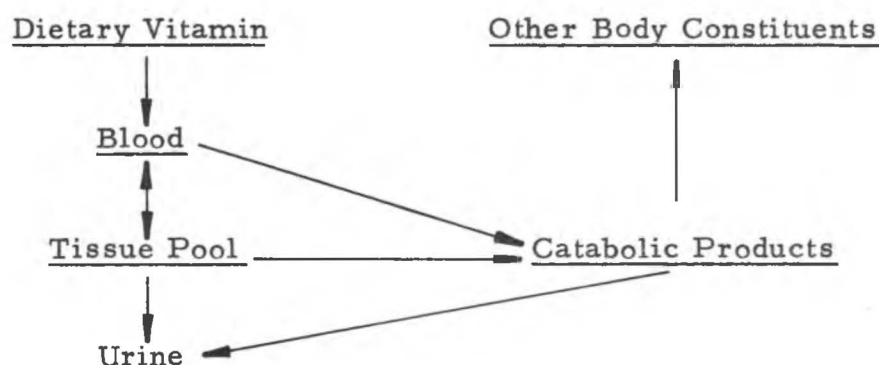 Dietary Vitamin
Other Body Constituents
Blood
Tissue Pool
Catabolic Products
Urine